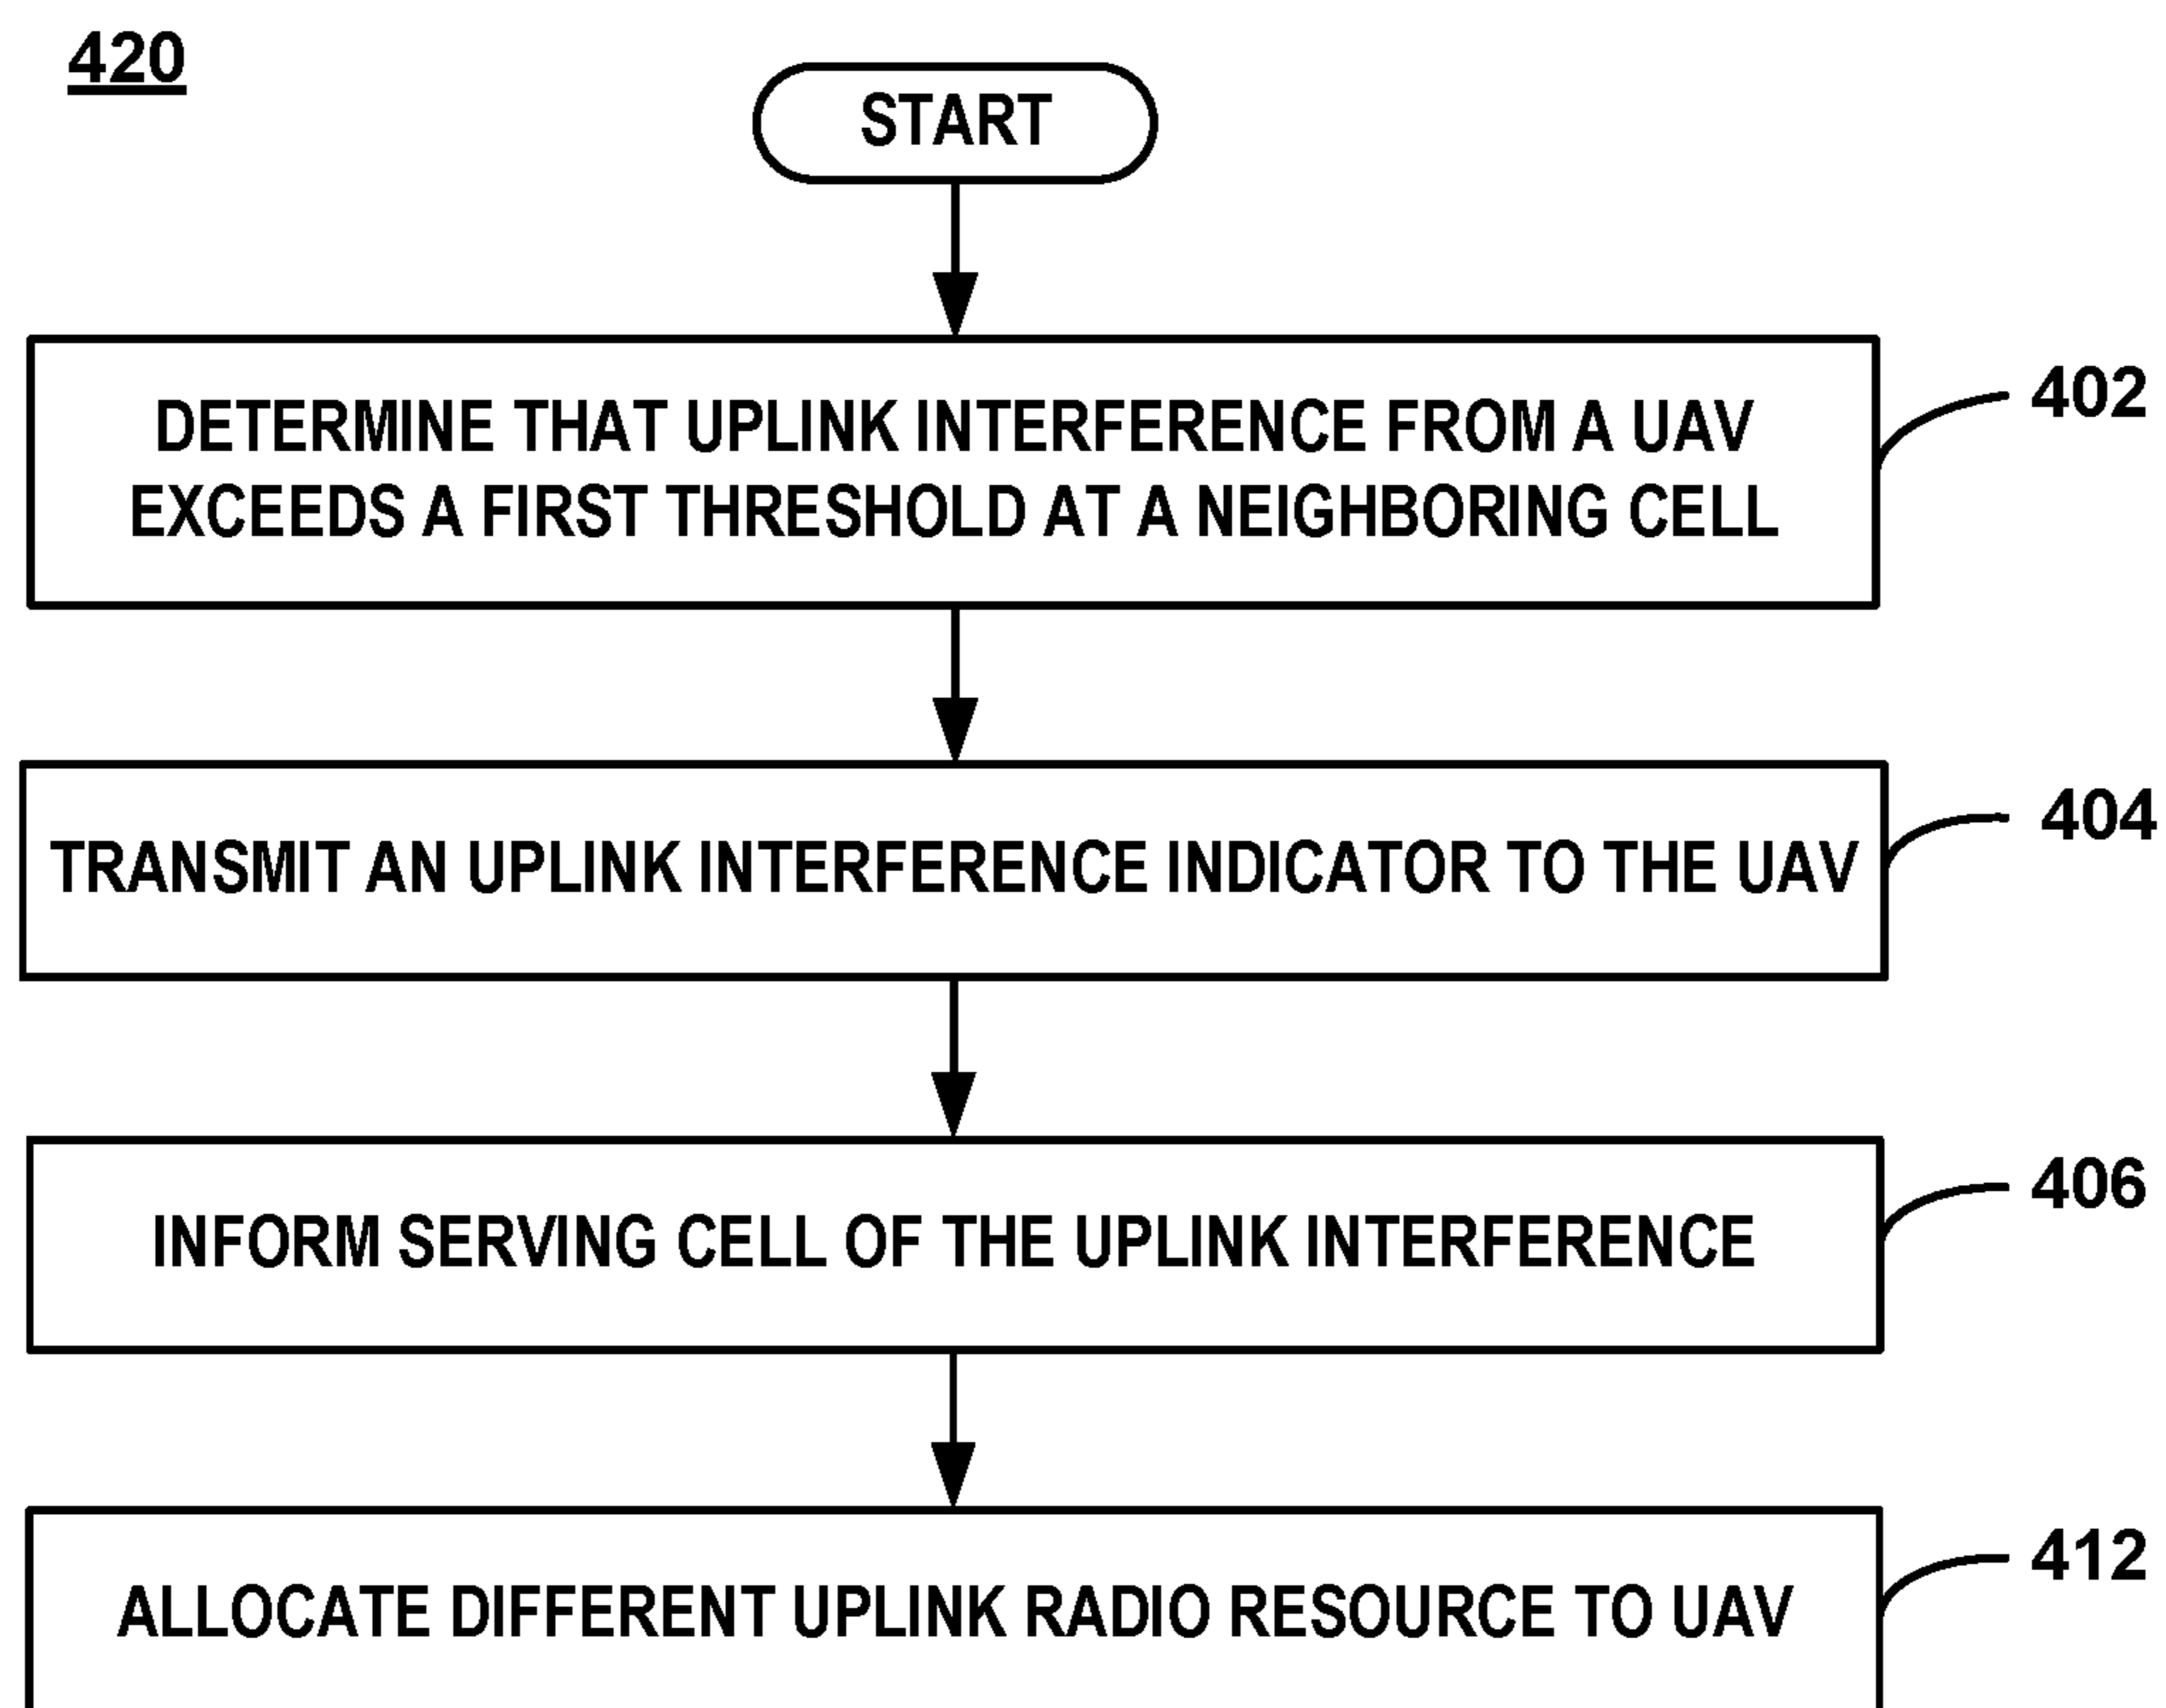 420
START
DETERMINE THAT UPLINK INTERFERENCE FROM A UAV
EXCEEDS A FIRST THRESHOLD AT A NEIGHBORING CELL
402
TRANSMIT AN UPLINK INTERFERENCE INDICATOR TO THE UAV
404
INFORM SERVING CELL OF THE UPLINK INTERFERENCE
406
ALLOCATE DIFFERENT UPLINK RADIO RESOURCE TO UAV
412